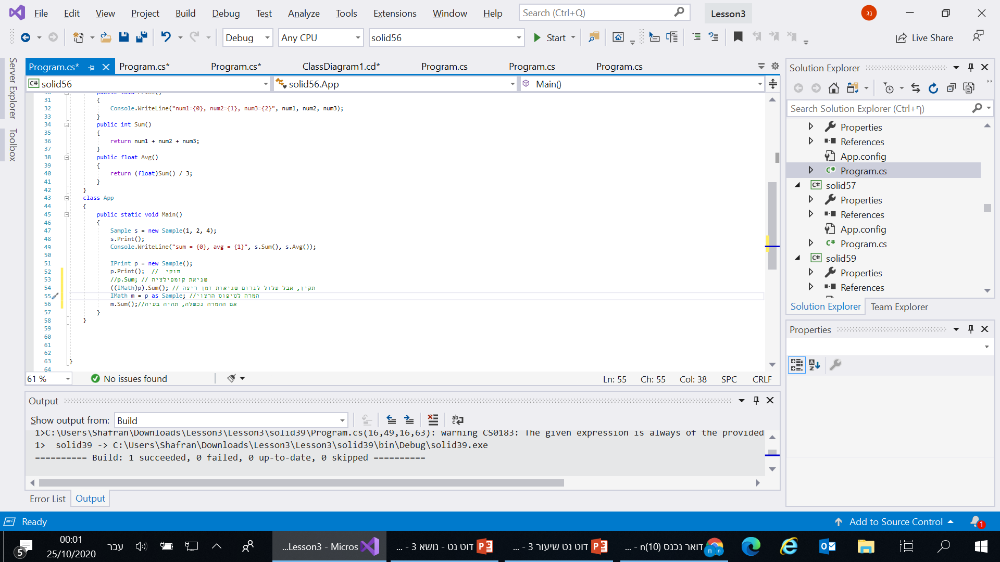 File Edit View Project Build Debug Test Analyze Tools Extensions Window Help Search (Ctrl+Q) Lesson3 נג
Debug Any CPU solid56 Start Live Share
Server Explorer
Toolbox
Program.cs* Program.cs* Program.cs* ClassDiagram1.cd* Program.cs Program.cs Program.cs
C# solid56 solid56.App Main()
30 public void Print()
31 {
32 Console.WriteLine("num1={0}, num2={1}, num3={2}", num1, num2, num3);
33 }
34 public int Sum()
35 {
36 return num1 + num2 + num3;
37 }
38 public float Avg()
39 {
40 return (float)Sum() / 3;
41 }
42 }
43 class App
44 {
45 public static void Main()
46 {
47 Sample s = new Sample(1, 2, 4);
48 s.Print();
49 Console.WriteLine("sum = {0}, avg = {1}", s.Sum(), s.Avg());
50
51 IPrint p = new Sample();
52 p.Print(); // חוקי
53 //p.Sum; // שגיאת קומפילציה
54 ((IMath)p).Sum(); // תקין, אבל עלול לגרום שגיאות זמן ריצה
55 IMath m = p as Sample; //המרה לטיפוס הרצוי
56 m.Sum();//אם ההמרה נכשלה, תהיה בעיה
57 }
58 }
59
60
61
62
63 }
64
61 % No issues found Ln: 55 Ch: 55 Col: 38 SPC CRLF
Output
Show output from: Build
1>C:\Users\Shafran\Downloads\Lesson3\Lesson3\solid39\Program.cs(16,49,16,63): warning CS0183: The given expression is always of the provided
1> solid39 -> C:\Users\Shafran\Downloads\Lesson3\Lesson3\solid39\bin\Debug\solid39.exe
========== Build: 1 succeeded, 0 failed, 0 up-to-date, 0 skipped ==========
Error List Output
Solution Explorer
Search Solution Explorer (Ctrl+ף)
Properties
References
App.config
C# Program.cs
C# solid57
Properties
References
App.config
C# Program.cs
C# solid59
Properties
References
Solution Explorer Team Explorer
Properties
Ready Add to Source Control 1
5 00:01 25/10/2020 עבר ...Lesson3 - Micros דוט נט - נושא 3 - ... דוט נט שיעור 3 - ... דואר נכנס (10) n - ...